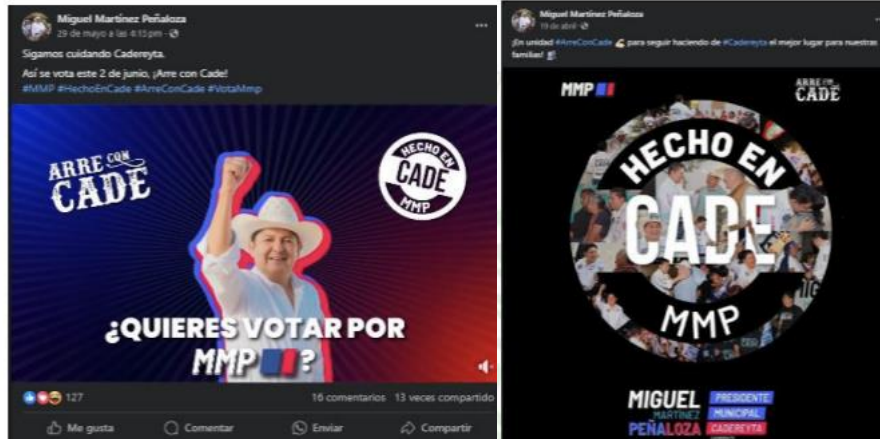 Miguel Martínez Peñaloza
29 de mayo a las 4:15 pm
Sigamos cuidando Cadereyta.
Así se vota este 2 de junio, ¡Arre con Cade!
#MMP #HechoEnCade #ArreConCade #VotaMmp
ARRE CON
CADE
HECHO EN
CADE
MMP
¿QUIERES VOTAR POR
MMP ?
127
16 comentarios 13 veces compartido
Me gusta Comentar Enviar Compartir
Miguel Martínez Peñaloza
19 de abril
¡En unidad #ArreConCade 💪 para seguir haciendo de #Cadereyta el mejor lugar para nuestras
familias!
MMP
ARRE CON
CADE
HECHO EN
CADE
MMP
MIGUEL
MARTÍNEZ
PEÑALOZA
PRESIDENTE
MUNICIPAL
CADEREYTA